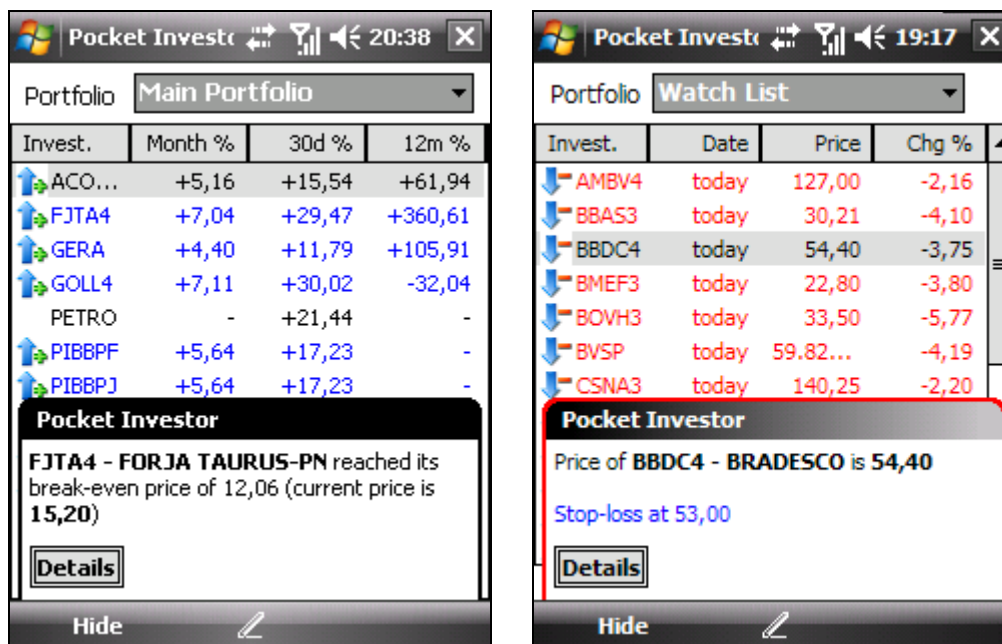 Pocket Investo 20:38
Portfolio Main Portfolio
Invest. Month % 30d % 12m %
ACO... +5,16 +15,54 +61,94
FJTA4 +7,04 +29,47 +360,61
GERA +4,40 +11,79 +105,91
GOLL4 +7,11 +30,02 -32,04
PETRO - +21,44 -
PIBBPF +5,64 +17,23 -
PIBBPJ +5,64 +17,23 -
Pocket Investor
FJTA4 - FORJA TAURUS-PN reached its
break-even price of 12,06 (current price is
15,20)
Details
Hide
Pocket Investo 19:17
Portfolio Watch List
Invest. Date Price Chg %
AMBV4 today 127,00 -2,16
BBAS3 today 30,21 -4,10
BBDC4 today 54,40 -3,75
BMEF3 today 22,80 -3,80
BOVH3 today 33,50 -5,77
BVSP today 59.82... -4,19
CSNA3 today 140,25 -2,20
Pocket Investor
Price of BBDC4 - BRADESCO is 54,40
Stop-loss at 53,00
Details
Hide